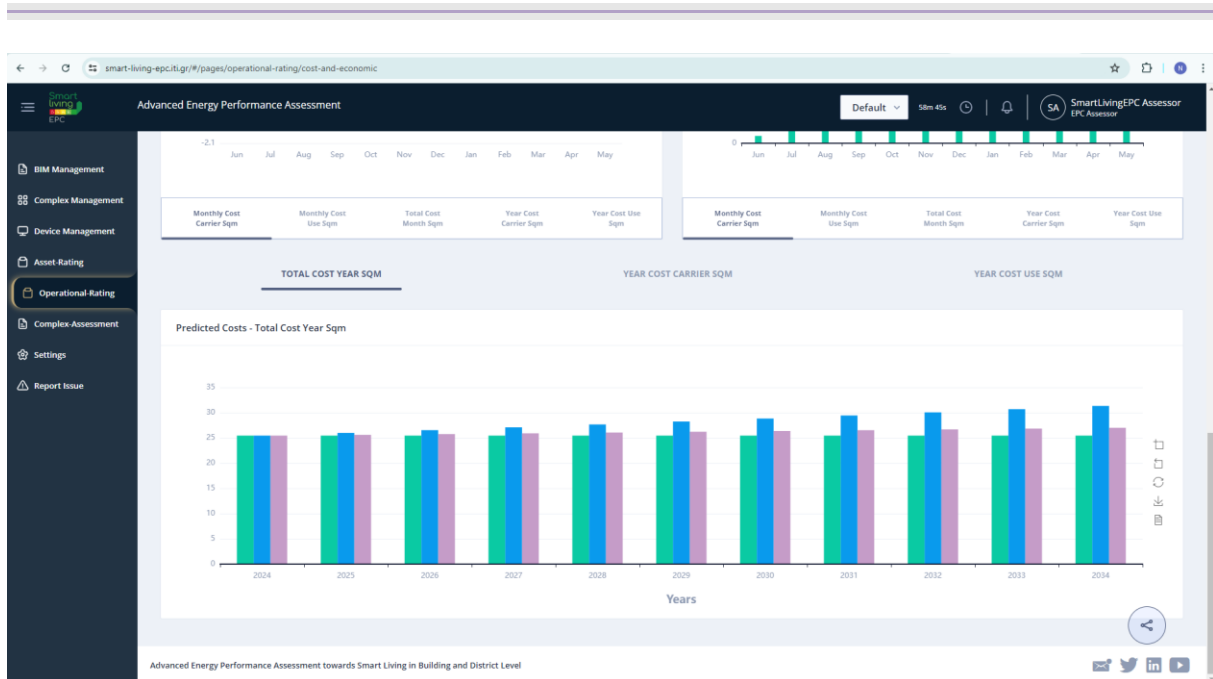 smart-living-epc.iti.gr/#/pages/operational-rating/cost-and-economic
Smart
living
EPC
Advanced Energy Performance Assessment
Default
58m 45s
SA
SmartLivingEPC Assessor
EPC Assessor
BIM Management
Complex Management
Device Management
Asset-Rating
Operational-Rating
Complex-Assessment
Settings
Report Issue
-2.1
Jun Jul Aug Sep Oct Nov Dec Jan Feb Mar Apr May
0
Jun Jul Aug Sep Oct Nov Dec Jan Feb Mar Apr May
Monthly Cost
Carrier Sqm
Monthly Cost
Use Sqm
Total Cost
Month Sqm
Year Cost
Carrier Sqm
Year Cost Use
Sqm
Monthly Cost
Carrier Sqm
Monthly Cost
Use Sqm
Total Cost
Month Sqm
Year Cost
Carrier Sqm
Year Cost Use
Sqm
TOTAL COST YEAR SQM
YEAR COST CARRIER SQM
YEAR COST USE SQM
Predicted Costs - Total Cost Year Sqm
35
30
25
20
15
10
5
0
2024 2025 2026 2027 2028 2029 2030 2031 2032 2033 2034
Years
Advanced Energy Performance Assessment towards Smart Living in Building and District Level
in